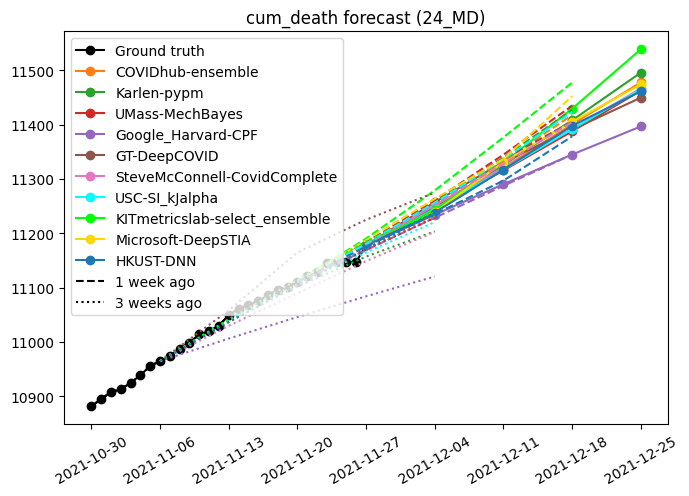 cum_death forecast (24_MD)
Ground truth
COVIDhub-ensemble
Karlen-pypm
UMass-MechBayes
Google_Harvard-CPF
GT-DeepCOVID
SteveMcConnell-CovidComplete
USC-SI_kJalpha
KITmetricslab-select_ensemble
Microsoft-DeepSTIA
HKUST-DNN
1 week ago
3 weeks ago
11500
11400
11300
11200
11100
11000
10900
2021-10-30
2021-11-06
2021-11-13
2021-11-20
2021-11-27
2021-12-04
2021-12-11
2021-12-18
2021-12-25